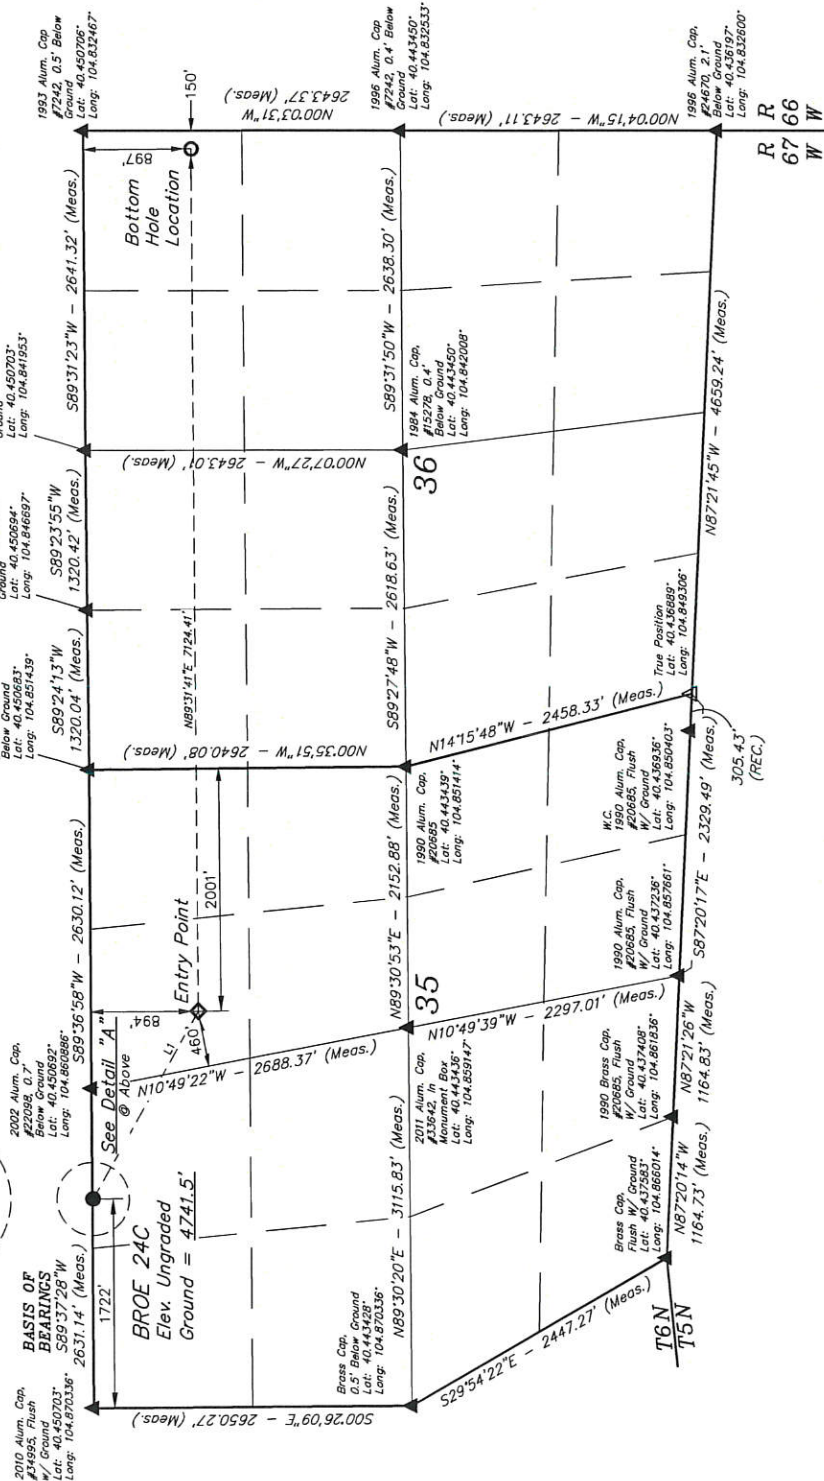 2010 Alum. Cap,
#34995, Flush
w/ Ground
Lat: 40.450703°
Long: 104.870336°
BASIS OF
BEARINGS
S89°37'28"W
2631.14' (Meas.)
1722'
BROE 24C
Elev. Ungraded
Ground = 4741.5'
See Detail "A"
@ Above
2002 Alum. Cap,
#22098, 0.7'
Below Ground
Lat: 40.450692°
Long: 104.860886°
S89°36'58"W - 2630.12' (Meas.)
894'
L1
Entry Point
460'
2001'
N10°49'22"W - 2688.37' (Meas.)
Below Ground
Lat: 40.450683°
Long: 104.851439°
S89°24'13"W
1320.04' (Meas.)
Ground
Lat: 40.450694°
Long: 104.846697°
S89°23'55"W
1320.42' (Meas.)
Ground
Lat: 40.450703°
Long: 104.841953°
S89°31'23"W - 2641.32' (Meas.)
1993 Alum. Cap
#7242, 0.5' Below
Ground
Lat: 40.450706°
Long: 104.832467°
897'
150'
Bottom
Hole
Location
N89°31'41"E 7124.41'
S00°26'09"E - 2650.27' (Meas.)
N00°35'51"W - 2640.08' (Meas.)
N00°07'27"W - 2643.01' (Meas.)
N00°03'31"W
2643.37' (Meas.)
Brass Cap,
0.5' Below Ground
Lat: 40.443428°
Long: 104.870336°
N89°30'20"E - 3115.83' (Meas.)
2011 Alum. Cap,
#33642, In
Monument Box
Lat: 40.443436°
Long: 104.859147°
35
N89°30'53"E - 2152.88' (Meas.)
1990 Alum. Cap,
#20685
Lat: 40.443439°
Long: 104.851414°
S89°27'48"W - 2618.63' (Meas.)
36
1984 Alum. Cap,
#15278, 0.4'
Below Ground
Lat: 40.443450°
Long: 104.842008°
S89°31'50"W - 2638.30' (Meas.)
1996 Alum. Cap
#7242, 0.4' Below
Ground
Lat: 40.443450°
Long: 104.832533°
S29°54'22"E - 2447.27' (Meas.)
N10°49'39"W - 2297.01' (Meas.)
N14°15'48"W - 2458.33' (Meas.)
N00°04'15"W - 2643.11' (Meas.)
T6N
T5N
Brass Cap,
Flush W/ Ground
Lat: 40.437583°
Long: 104.866014°
N87°20'14"W
1164.73' (Meas.)
1990 Brass Cap,
#20685, Flush
W/ Ground
Lat: 40.437408°
Long: 104.861836°
N87°21'26"W
1164.83' (Meas.)
1990 Alum. Cap,
#20685, Flush
W/ Ground
Lat: 40.437236°
Long: 104.857661°
S87°20'17"E - 2329.49' (Meas.)
W.C.
1990 Alum. Cap,
#20685, Flush
W/ Ground
Lat: 40.436936°
Long: 104.850403°
305.43'
(REC.)
True Position
Lat: 40.436889°
Long: 104.849306°
N87°21'45"W - 4659.24' (Meas.)
1996 Alum. Cap,
#24670, 2.1'
Below Ground
Lat: 40.436197°
Long: 104.832600°
R R
67 66
W W